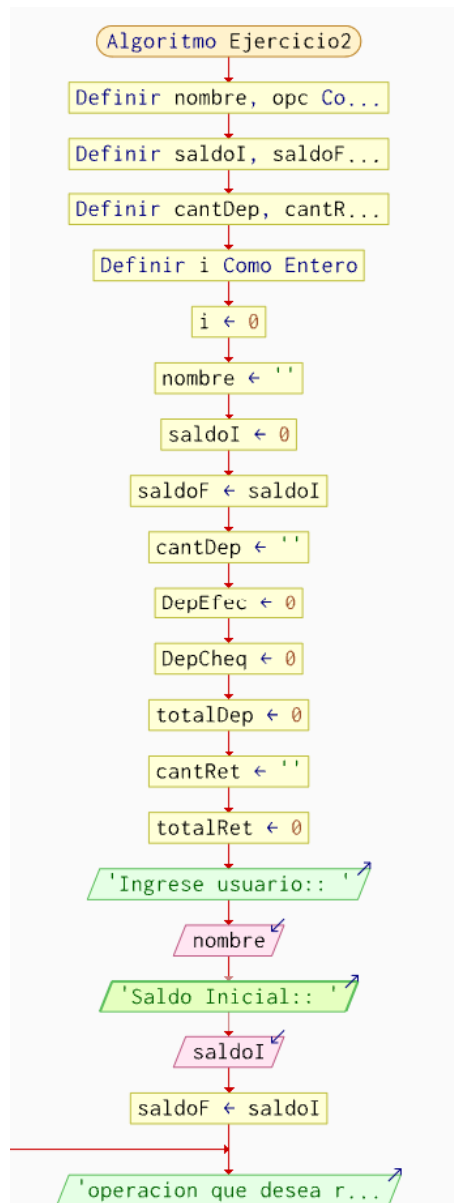 Algoritmo Ejercicio2
Definir nombre, opc Co...
Definir saldoI, saldoF...
Definir cantDep, cantR...
Definir i Como Entero
i ← 0
nombre ← ''
saldoI ← 0
saldoF ← saldoI
cantDep ← ''
DepEfec ← 0
DepCheq ← 0
totalDep ← 0
cantRet ← ''
totalRet ← 0
'Ingrese usuario:: '
nombre
'Saldo Inicial:: '
saldoI
saldoF ← saldoI
'operacion que desea r...